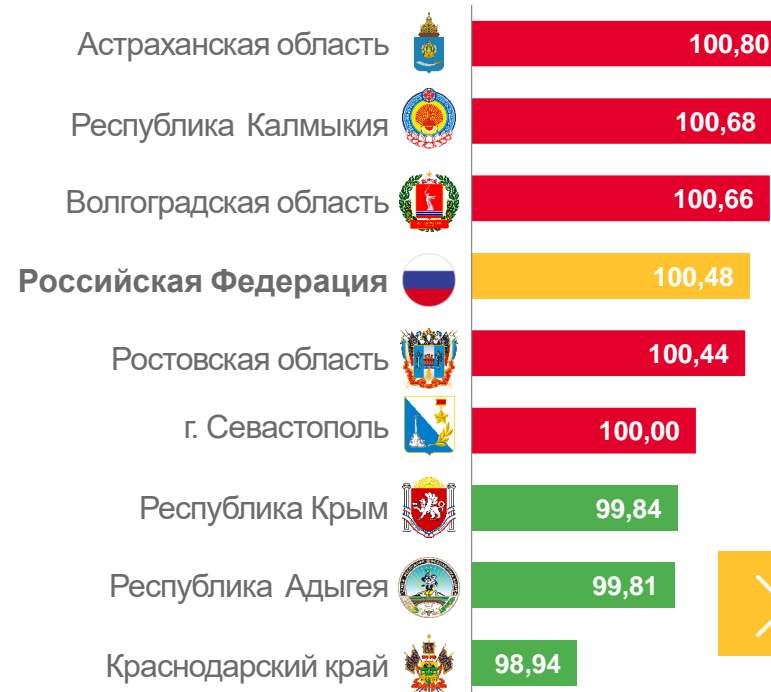 Астраханская область 100,80
Республика Калмыкия 100,68
Волгоградская область 100,66
Российская Федерация 100,48
Ростовская область 100,44
г. Севастополь 100,00
Республика Крым 99,84
Республика Адыгея 99,81
Краснодарский край 98,94